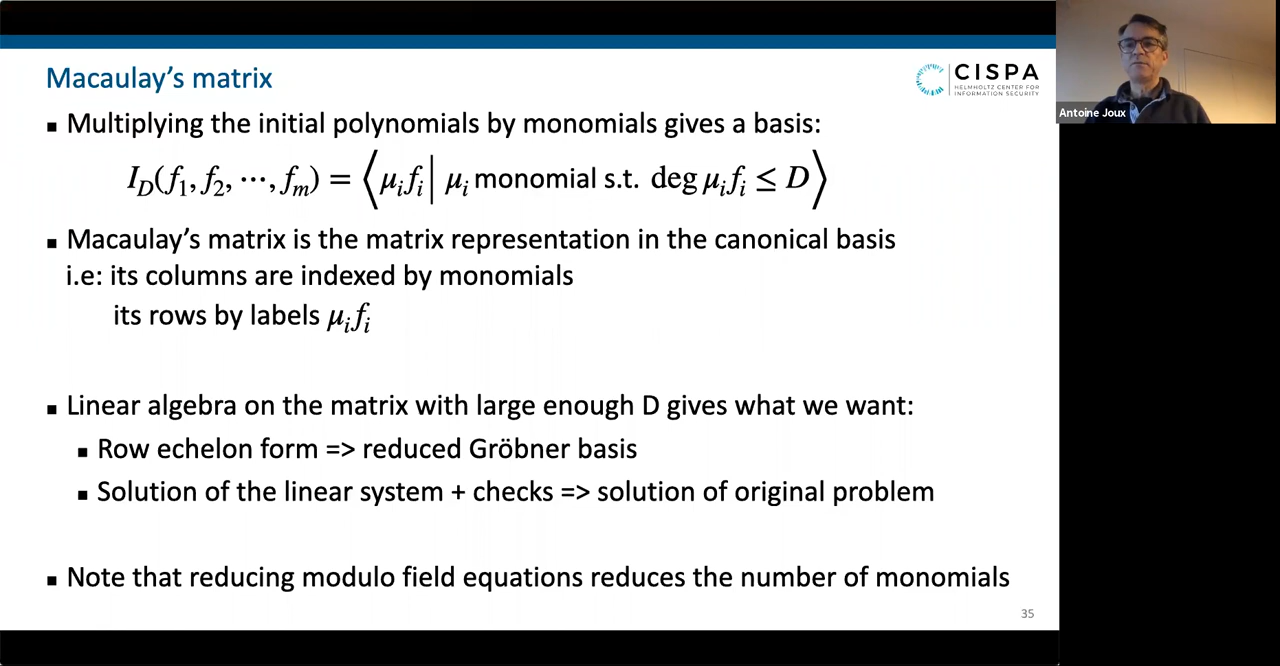 Macaulay's matrix
CISPA
HELMHOLTZ CENTER FOR
INFORMATION SECURITY
Antoine Joux
▪ Multiplying the initial polynomials by monomials gives a basis:
I_D(f_1, f_2, ⋯, f_m) = ⟨μ_i f_i | μ_i monomial s.t. deg μ_i f_i ≤ D⟩
▪ Macaulay's matrix is the matrix representation in the canonical basis
i.e: its columns are indexed by monomials
its rows by labels μ_i f_i
▪ Linear algebra on the matrix with large enough D gives what we want:
▪ Row echelon form => reduced Gröbner basis
▪ Solution of the linear system + checks => solution of original problem
▪ Note that reducing modulo field equations reduces the number of monomials
35